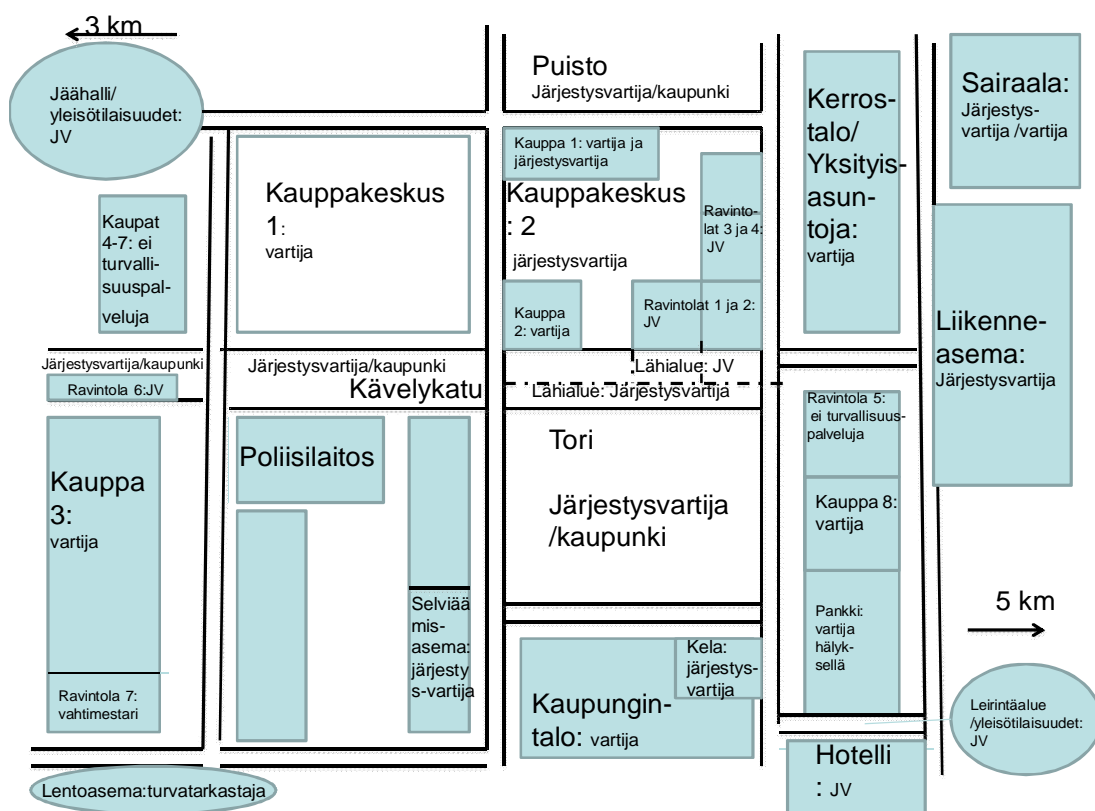 3 km
Jäähalli/
yleisötilaisuudet:
JV
Puisto
Järjestysvartija/kaupunki
Kerros-
talo/
Yksityis-
asun-
toja:
vartija
Sairaala:
Järjestys-
vartija /vartija
Kauppakeskus
1:
vartija
Kauppa 1: vartija ja
järjestysvartija
Kauppakeskus
: 2
järjestysvartija
Ravinto-
lat 3 ja 4:
JV
Kaupat
4-7: ei
turvalli-
suuspal-
veluja
Kauppa
2: vartija
Ravintolat 1 ja 2:
JV
Liikenne-
asema:
Järjestysvartija
Järjestysvartija/kaupunki
Järjestysvartija/kaupunki
Kävelykatu
Lähialue: JV
Lähialue: Järjestysvartija
Ravintola 6:JV
Ravintola 5:
ei turvallisuus-
palveluja
Kauppa
3:
vartija
Poliisilaitos
Tori
Järjestysvartija
/kaupunki
Kauppa 8:
vartija
Selviää
mis-
asema:
järjesty
s-vartija
Pankki:
vartija
hälyk-
sellä
5 km
Ravintola 7:
vahtimestari
Kela:
järjestys-
vartija
Kaupungin-
talo: vartija
Leirintäalue
/yleisötilaisuudet:
JV
Hotelli
: JV
Lentoasema:turvatarkastaja